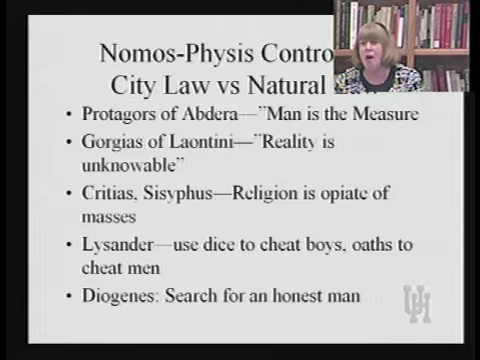 Nomos-Physis Contro
City Law vs Natural
• Protagors of Abdera—"Man is the Measure
• Gorgias of Laontini—"Reality is
unknowable"
• Critias, Sisyphus—Religion is opiate of
masses
• Lysander—use dice to cheat boys, oaths to
cheat men
• Diogenes: Search for an honest man
UH